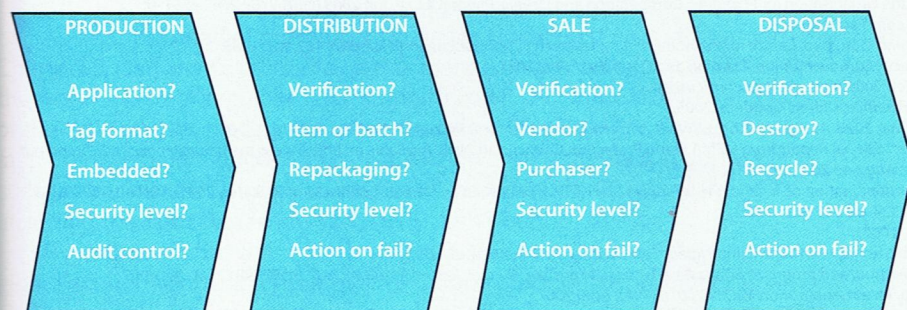 PRODUCTION
Application?
Tag format?
Embedded?
Security level?
Audit control?
DISTRIBUTION
Verification?
Item or batch?
Repackaging?
Security level?
Action on fail?
SALE
Verification?
Vendor?
Purchaser?
Security level?
Action on fail?
DISPOSAL
Verification?
Destroy?
Recycle?
Security level?
Action on fail?